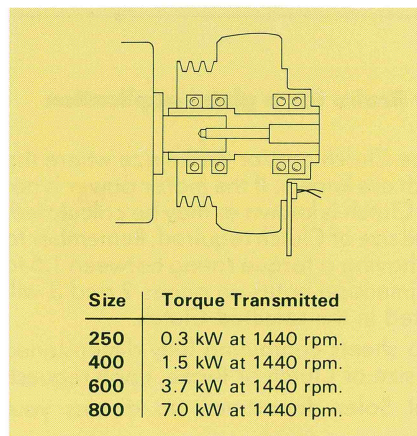 Size Torque Transmitted
250 0.3 kW at 1440 rpm.
400 1.5 kW at 1440 rpm.
600 3.7 kW at 1440 rpm.
800 7.0 kW at 1440 rpm.